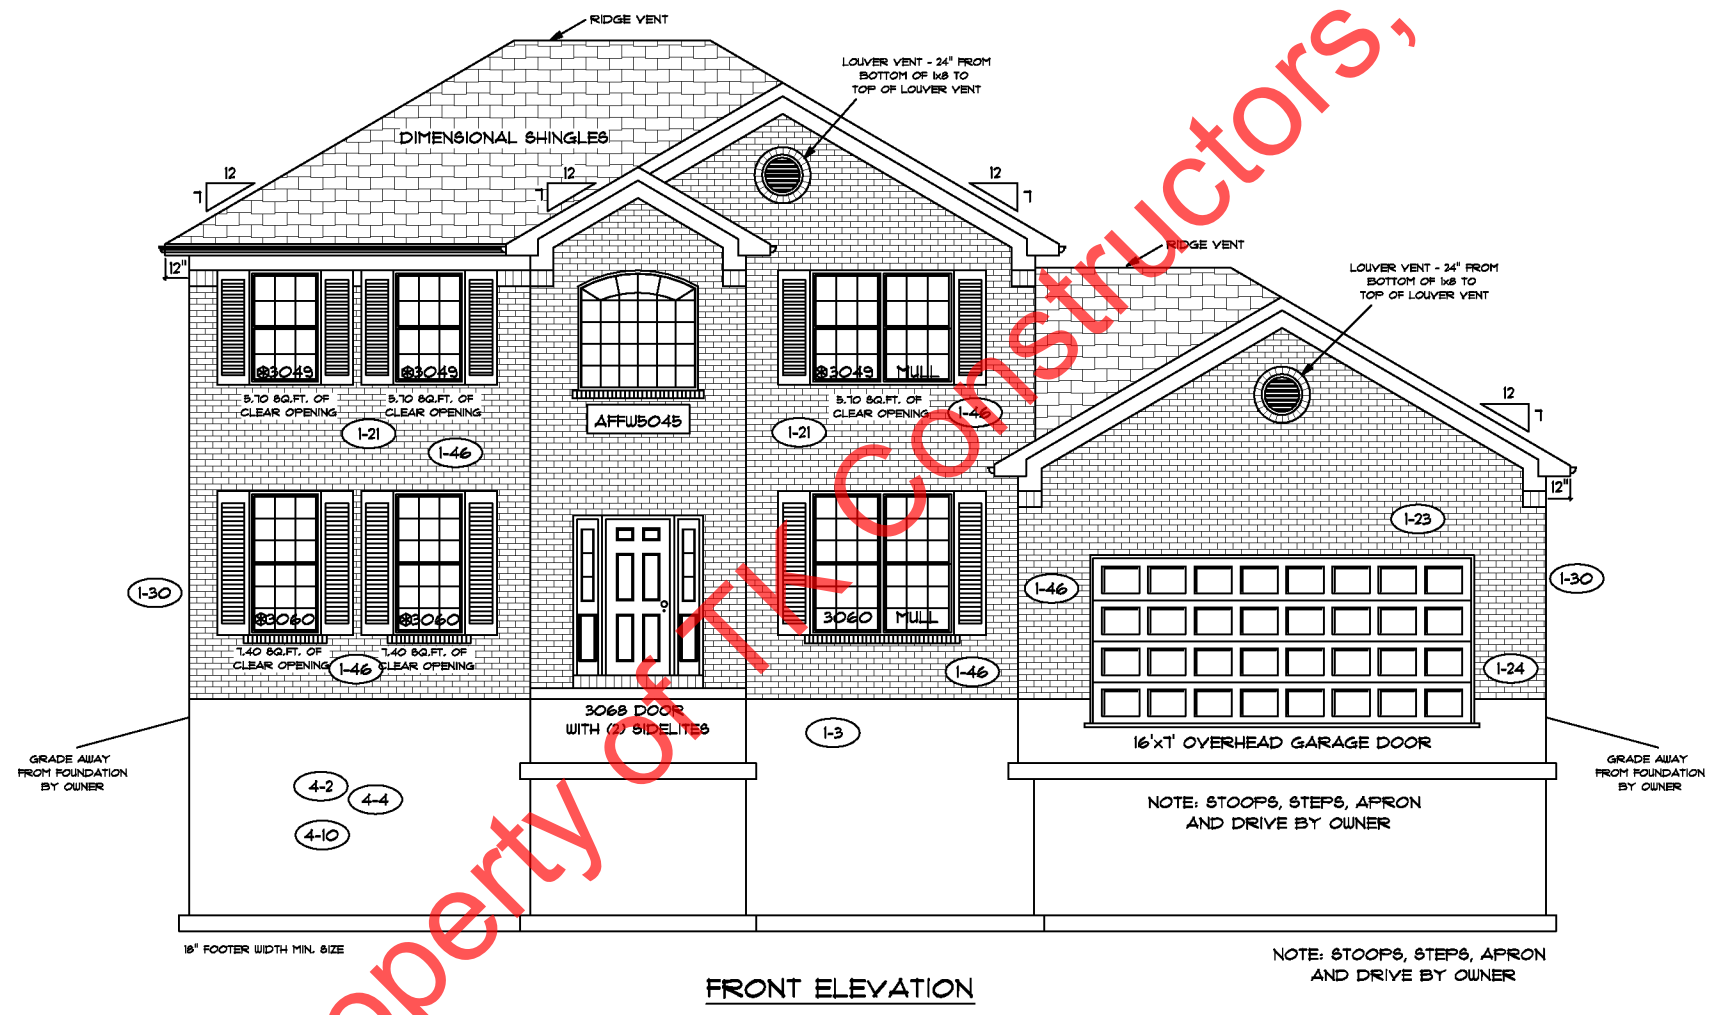 RIDGE VENT
LOUVER VENT - 24" FROM
BOTTOM OF 1x8 TO
TOP OF LOUVER VENT
DIMENSIONAL SHINGLES
12
7
12
7
12
7
RIDGE VENT
12"
LOUVER VENT - 24" FROM
BOTTOM OF 1x8 TO
TOP OF LOUVER VENT
⊛3049
⊛3049
⊛3049
MULL
5.70 SQ.FT. OF
CLEAR OPENING
5.70 SQ.FT. OF
CLEAR OPENING
5.70 SQ.FT. OF
CLEAR OPENING
1-46
12
7
AFFW5045
1-21
1-46
1-21
12"
1-23
1-30
1-46
1-30
⊛3060
⊛3060
3060
MULL
7.40 SQ.FT. OF
CLEAR OPENING
7.40 SQ.FT. OF
CLEAR OPENING
1-46
1-46
1-24
3068 DOOR
WITH (2) SIDELITES
1-3
16'x7' OVERHEAD GARAGE DOOR
GRADE AWAY
FROM FOUNDATION
BY OWNER
GRADE AWAY
FROM FOUNDATION
BY OWNER
4-2
4-4
4-10
NOTE: STOOPS, STEPS, APRON
AND DRIVE BY OWNER
18" FOOTER WIDTH MIN. SIZE
NOTE: STOOPS, STEPS, APRON
AND DRIVE BY OWNER
FRONT ELEVATION
operty of TK Constructors,